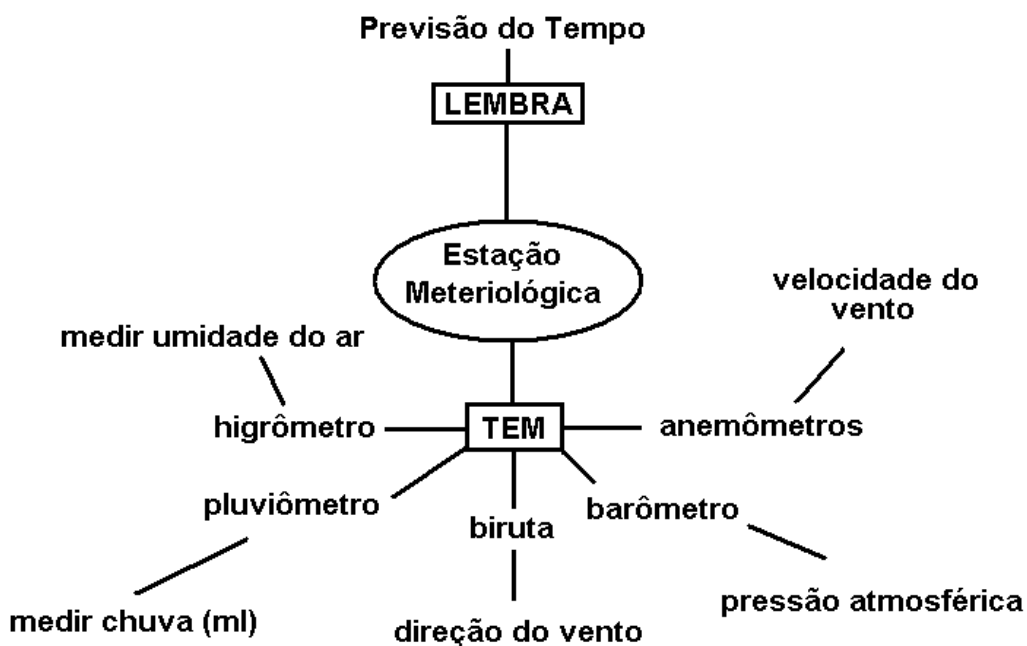 Previsão do Tempo
LEMBRA
Estação
Meteriológica
velocidade do
vento
medir umidade do ar
higrômetro
TEM
anemômetros
pluviômetro
biruta
barômetro
medir chuva (ml)
direção do vento
pressão atmosférica